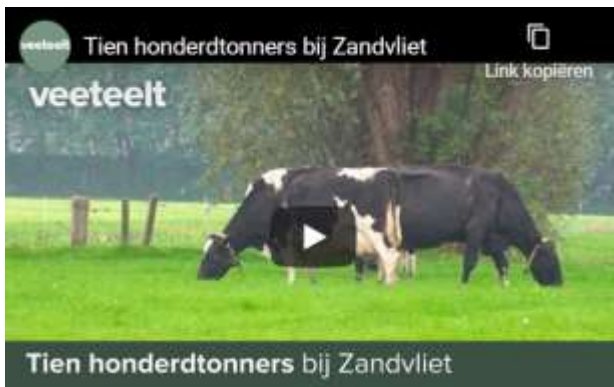 veeteelt
Tien honderdtonners bij Zandvliet
Link kopiëren
veeteelt
Tien honderdtonners bij Zandvliet